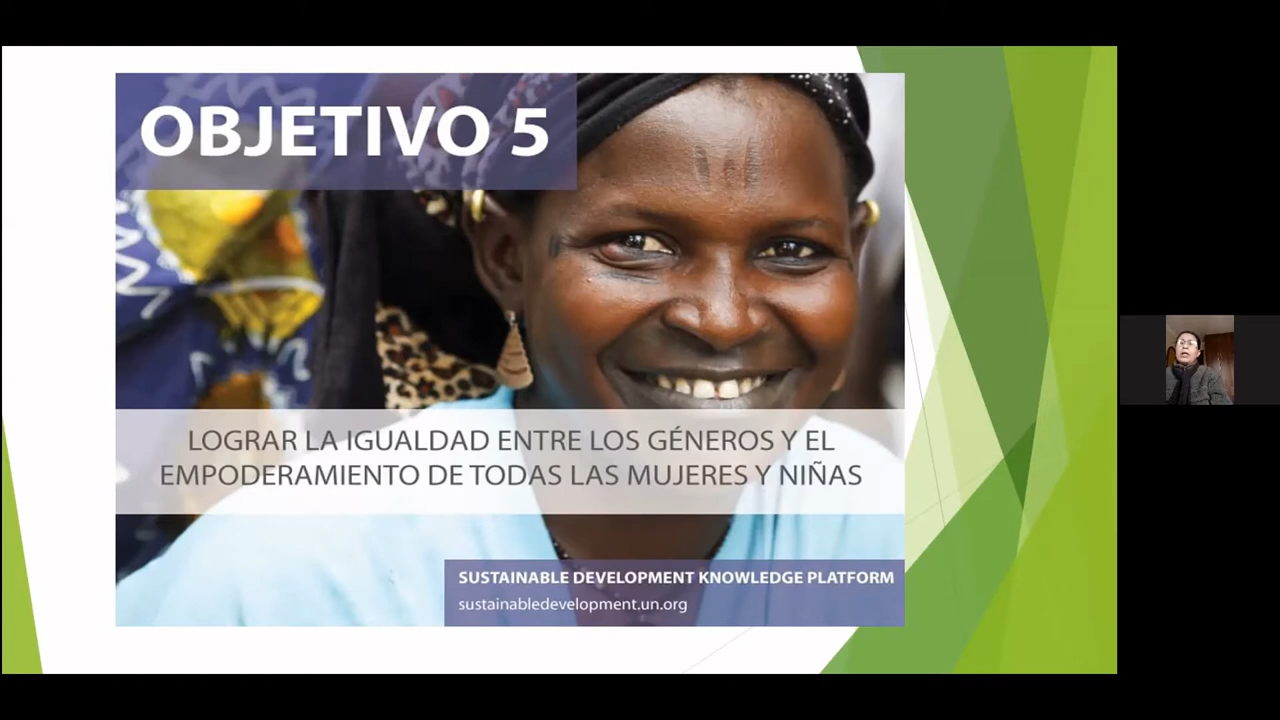 OBJETIVO 5
LOGRAR LA IGUALDAD ENTRE LOS GÉNEROS Y EL
EMPODERAMIENTO DE TODAS LAS MUJERES Y NIÑAS
SUSTAINABLE DEVELOPMENT KNOWLEDGE PLATFORM
sustainabledevelopment.un.org